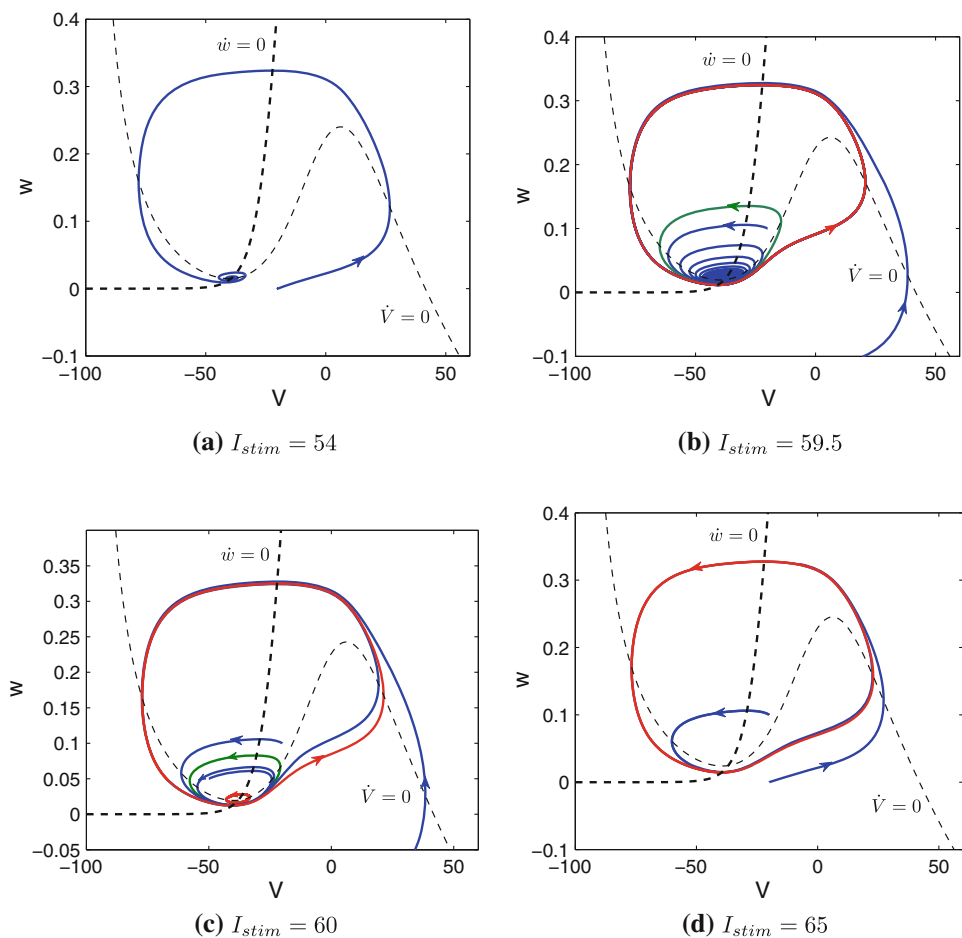 0.4
0.3
0.2
0.1
0
-0.1
w
ẇ = 0
V̇ = 0
-100 -50 0 50
V
(a) I_stim = 54
0.4
0.3
0.2
0.1
0
-0.1
w
ẇ = 0
V̇ = 0
-100 -50 0 50
V
(b) I_stim = 59.5
0.35
0.3
0.25
0.2
0.15
0.1
0.05
0
-0.05
w
ẇ = 0
V̇ = 0
-100 -50 0 50
V
(c) I_stim = 60
0.4
0.3
0.2
0.1
0
-0.1
w
ẇ = 0
V̇ = 0
-100 -50 0 50
V
(d) I_stim = 65